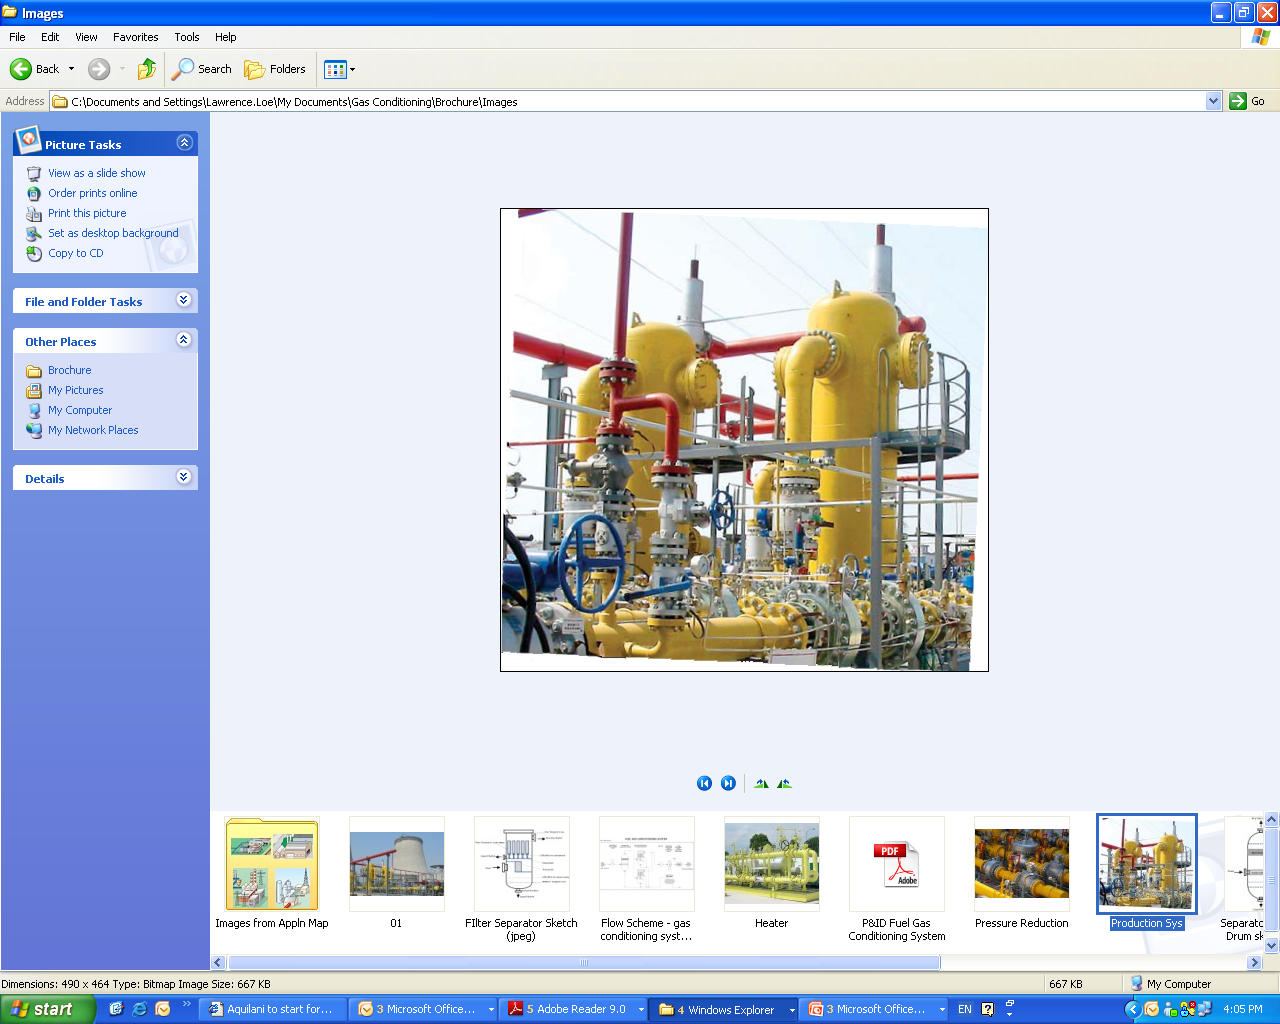 Images
File Edit View Favorites Tools Help
Back Search Folders
Address C:\Documents and Settings\Lawrence.Loe\My Documents\Gas Conditioning\Brochure\Images Go
Picture Tasks
View as a slide show
Order prints online
Print this picture
Set as desktop background
Copy to CD
File and Folder Tasks
Other Places
Brochure
My Pictures
My Computer
My Network Places
Details
PDF
Adobe
Images from Appln Map
01
FIlter Separator Sketch
(jpeg)
Flow Scheme - gas
conditioning syst...
Heater
P&ID Fuel Gas
Conditioning System
Pressure Reduction
Production Sys
Separat
Drum sk
Dimensions: 490 x 464 Type: Bitmap Image Size: 667 KB 667 KB My Computer
start Aquilani to start for... 3 Microsoft Office... 5 Adobe Reader 9.0 4 Windows Explorer 3 Microsoft Office... EN 4:05 PM